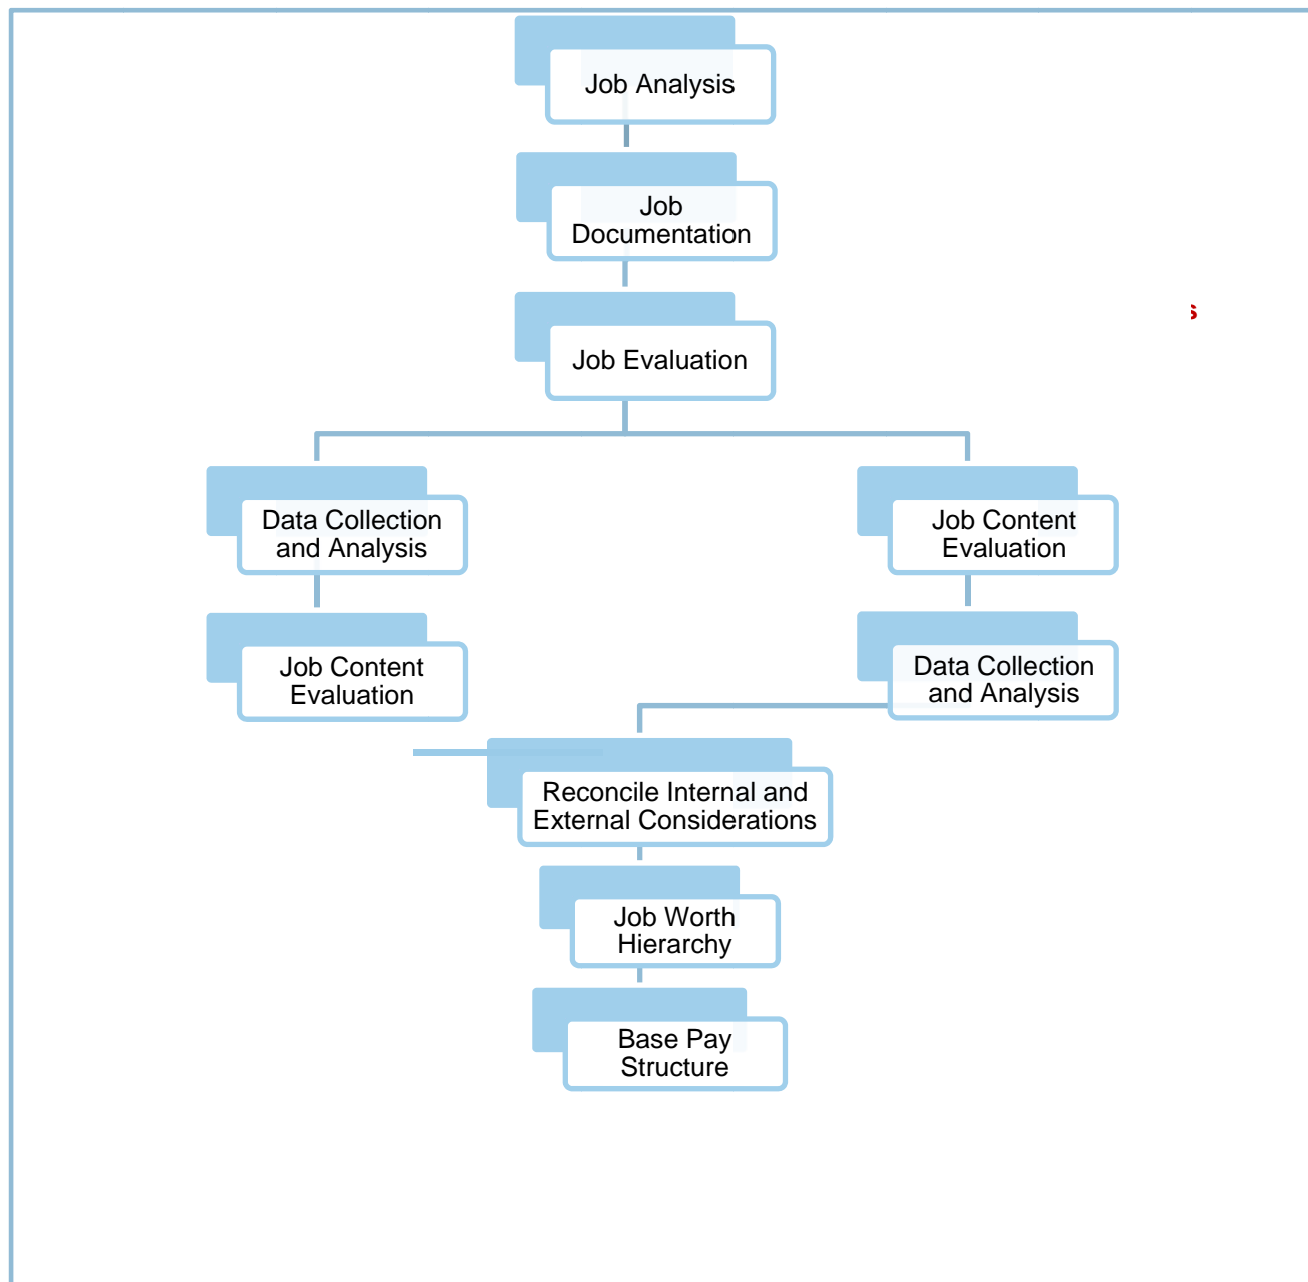 Job Analysis
Job
Documentation
s
Job Evaluation
Data Collection
and Analysis
Job Content
Evaluation
Job Content
Evaluation
Data Collection
and Analysis
Reconcile Internal and
External Considerations
Job Worth
Hierarchy
Base Pay
Structure